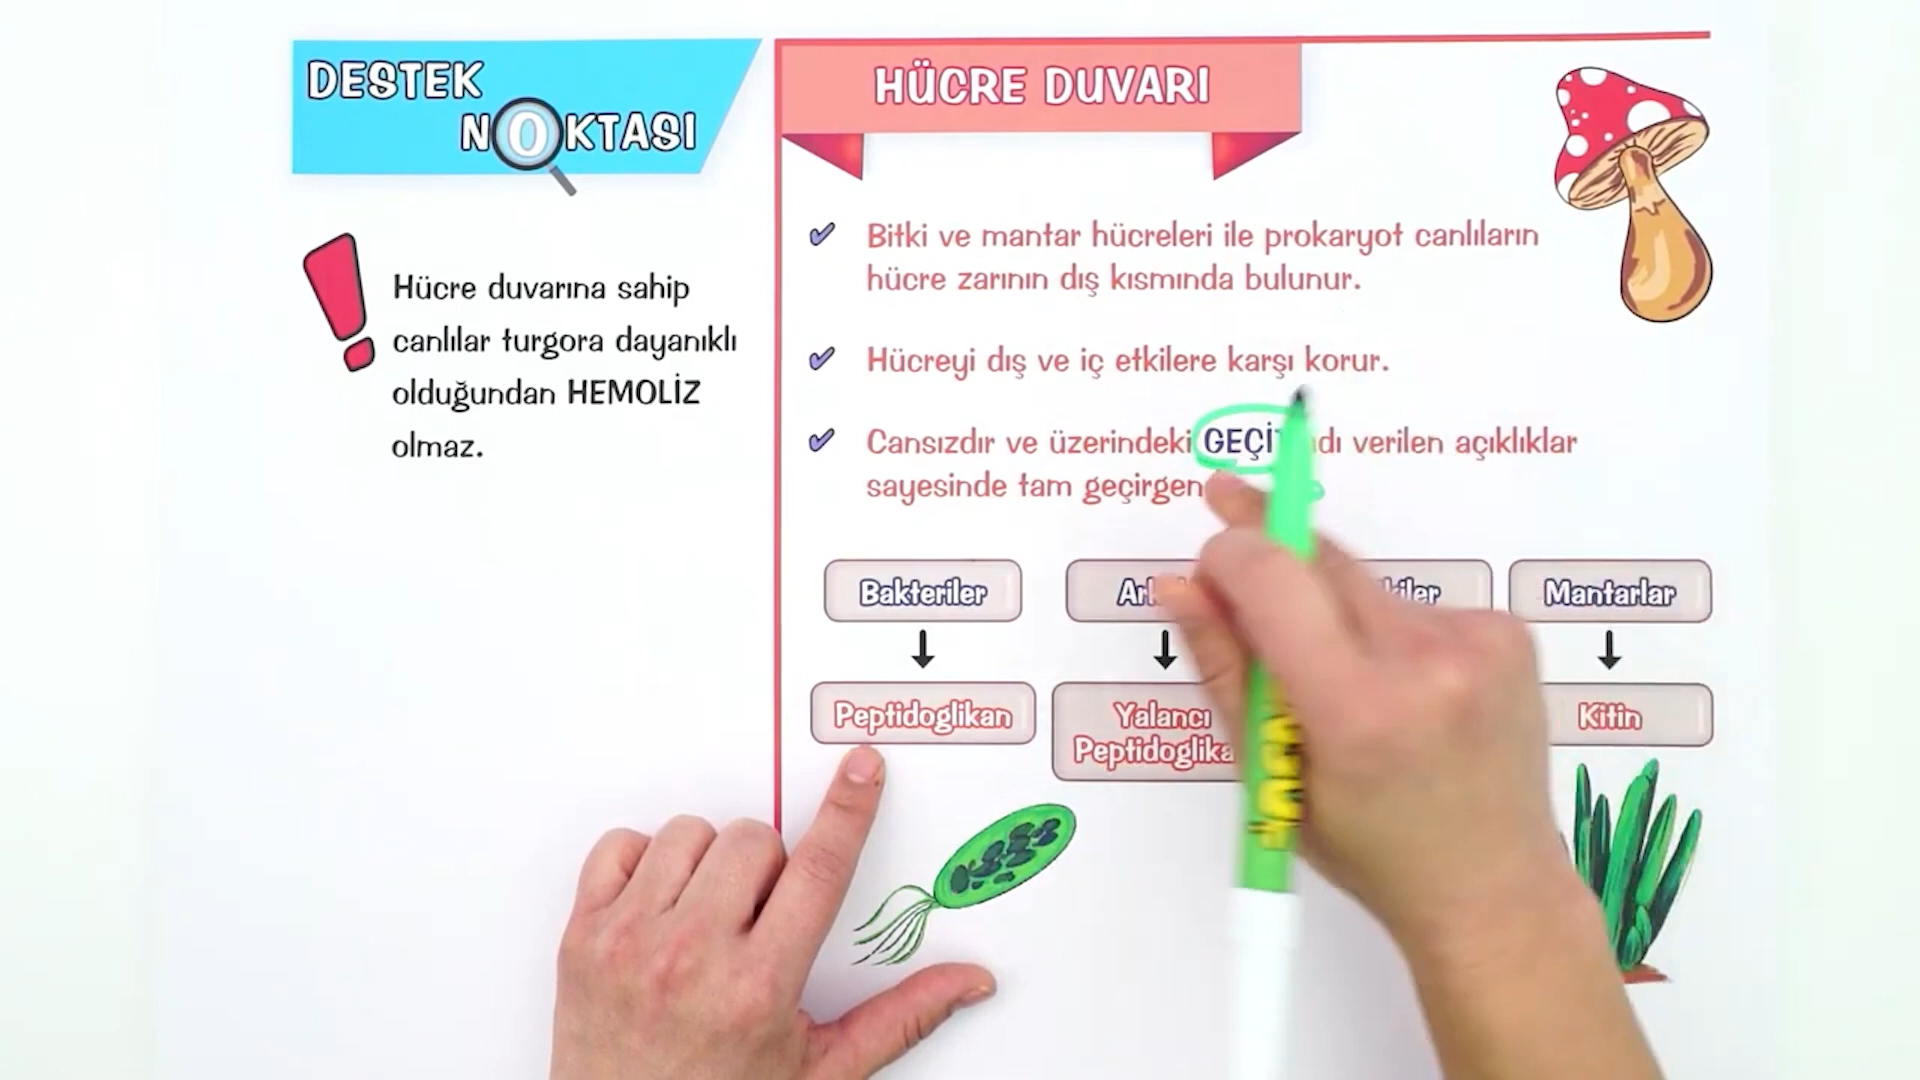 DESTEK
NOKTASI
Hücre duvarına sahip
canlılar turgora dayanıklı
olduğundan HEMOLİZ
olmaz.
HÜCRE DUVARI
Bitki ve mantar hücreleri ile prokaryot canlıların
hücre zarının dış kısmında bulunur.
Hücreyi dış ve iç etkilere karşı korur.
Cansızdır ve üzerindeki verilen açıklıklar
sayesinde tam
Bakteriler
Mantarlar
Peptidoglikan
Yalancı
Kitin